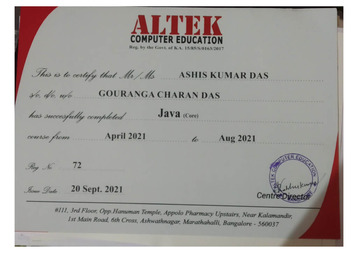 ALTEK
COMPUTER EDUCATION
Reg. by the Govt. of K.A. 15/05/S/0163/2017
This is to certify that Mr/Ms ASHIS KUMAR DAS
s/o, d/o, w/o GOURANGA CHARAN DAS
has successfully completed Java (Core)
course from April 2021 to Aug 2021
Reg No 72
Issue Date 20 Sept. 2021
Centre Director
#111, 3rd Floor, Opp.Hanuman Temple, Appolo Pharmacy Upstairs, Near Kalamandir,
1st Main Road, 6th Cross, Ashwathnagar, Marathahalli, Bangalore - 560037